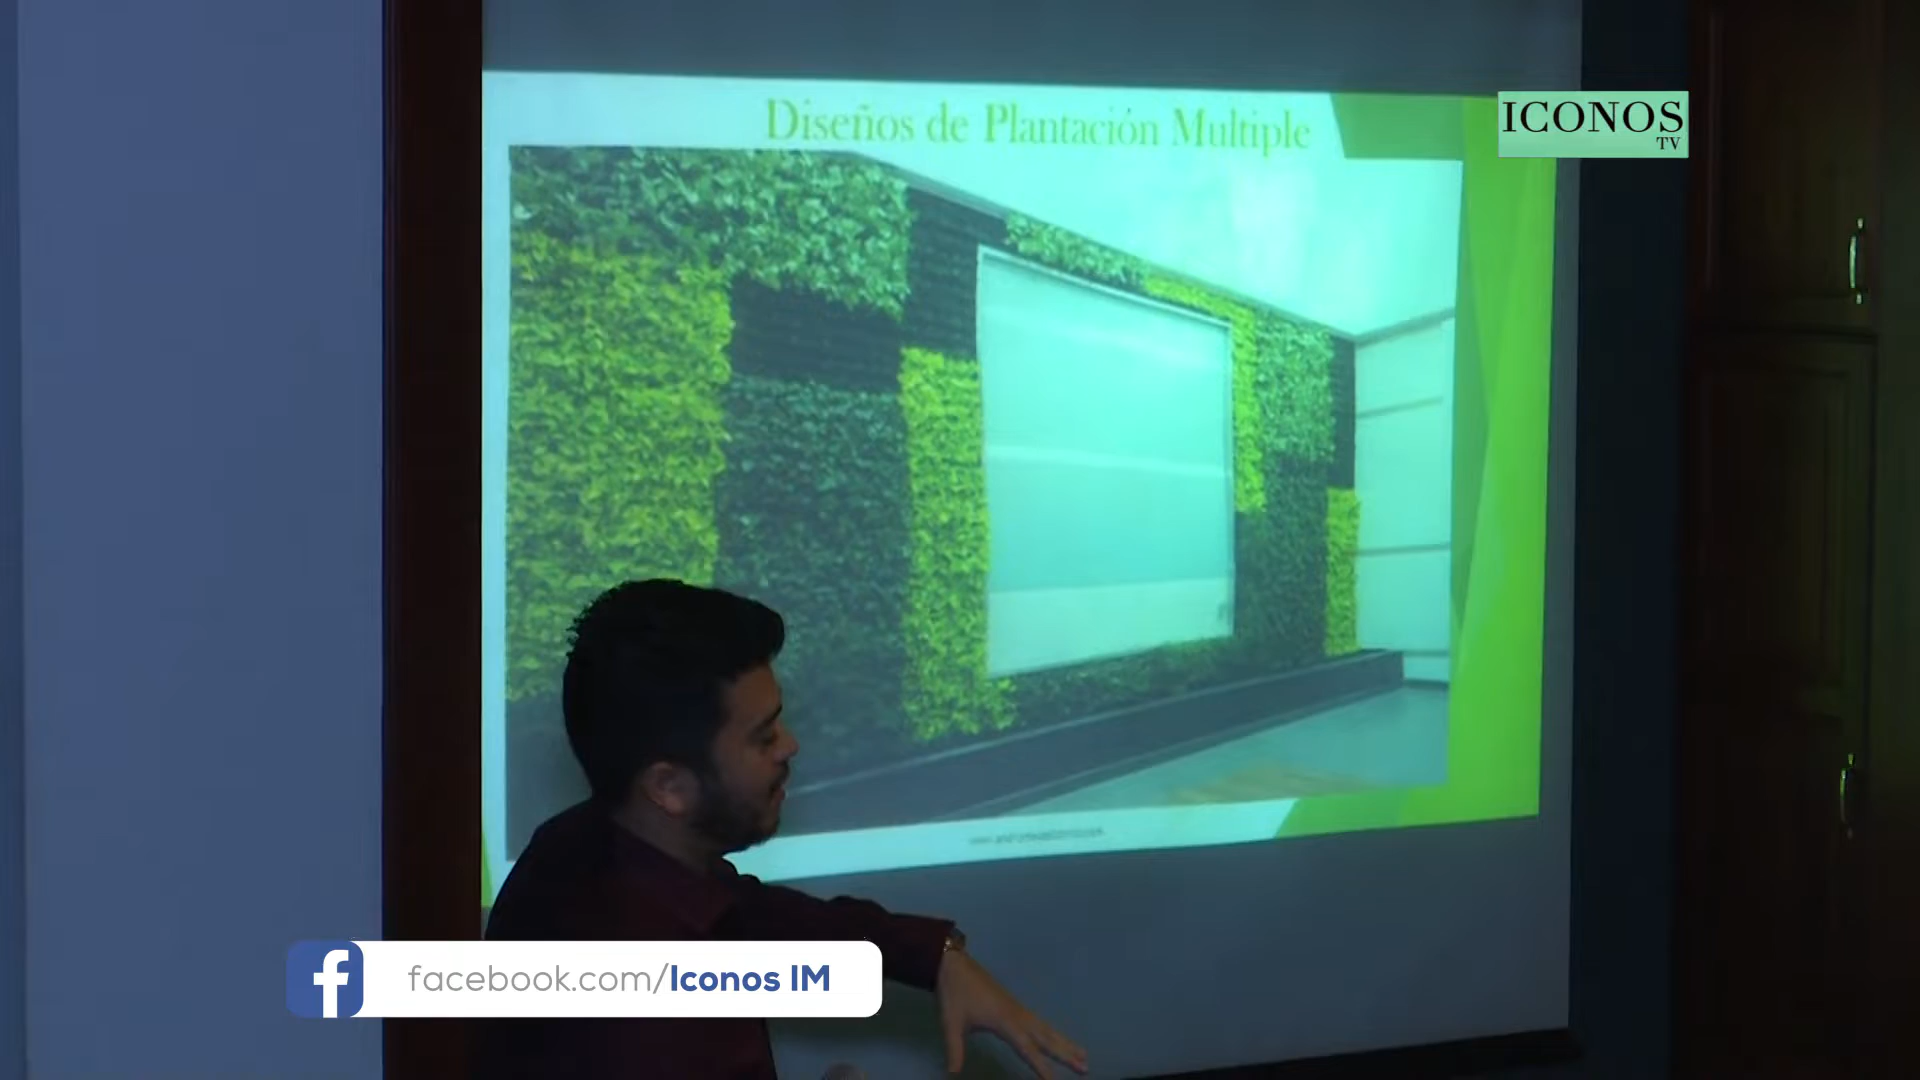 Diseños de Plantación Multiple
ICONOS
TV
facebook.com/Iconos IM